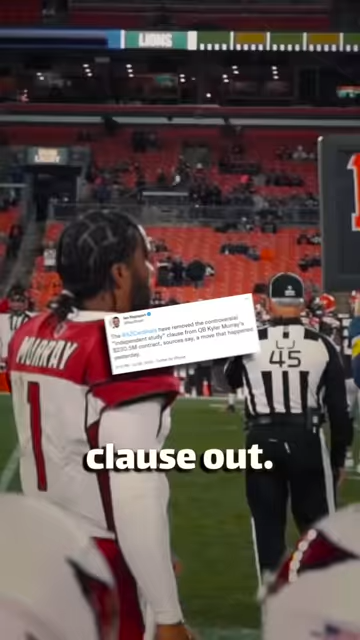 LIONS
MURRAY
1
45
Ian Rapoport
The #AZCardinals have removed the controversial
"independent study" clause from QB Kyler Murray's
$230.5M contract, sources say, a move that happened
yesterday.
clause out.